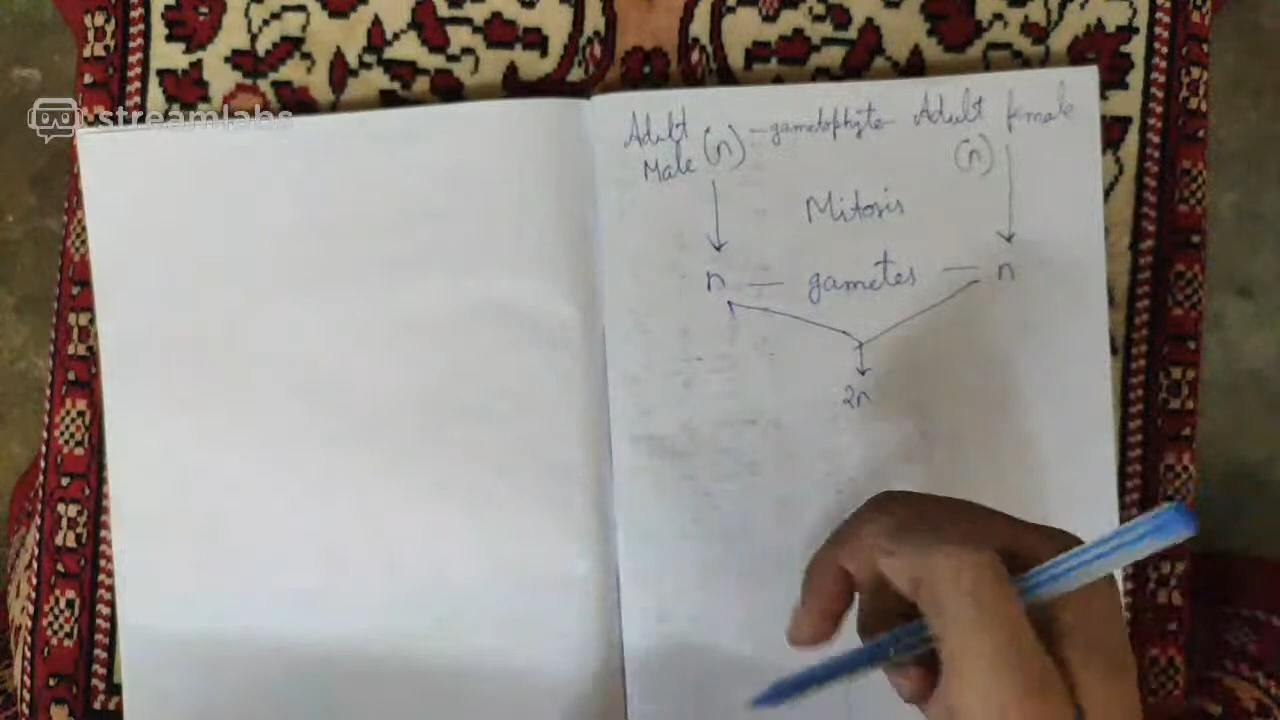 streamlabs
Adult Male (n) — gametophyte — Adult female (n)
Mitosis
n — gametes — n
2n